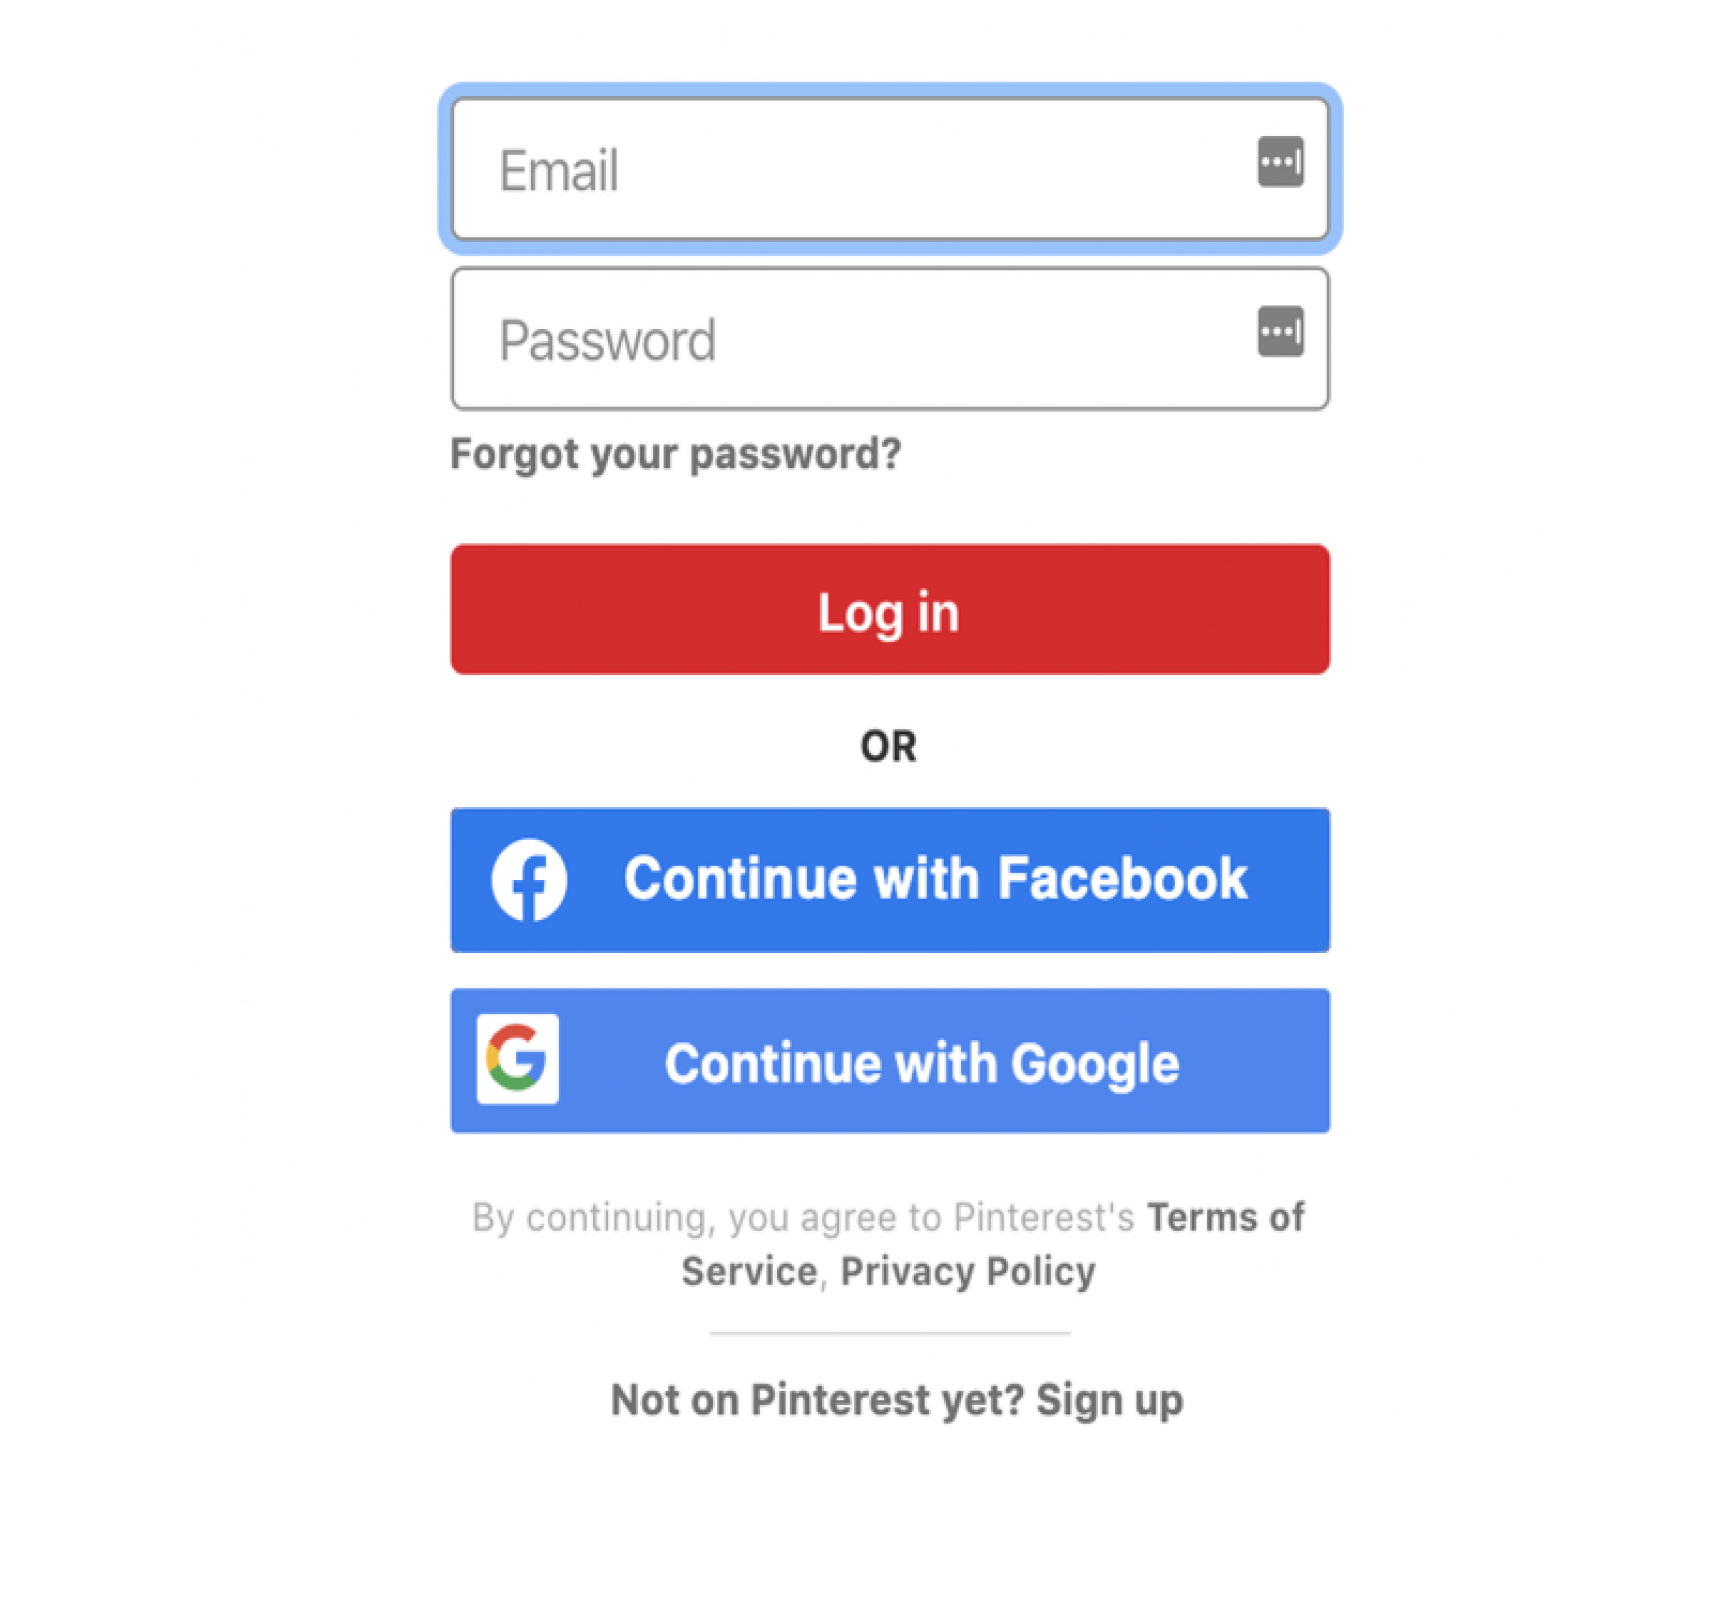 Email
Password
Forgot your password?
Log in
OR
Continue with Facebook
Continue with Google
By continuing, you agree to Pinterest's Terms of
Service, Privacy Policy
Not on Pinterest yet? Sign up